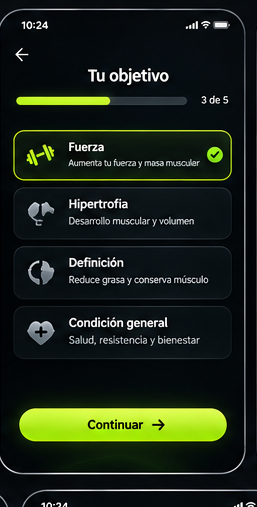 10:24
Tu objetivo
3 de 5
Fuerza
Aumenta tu fuerza y masa muscular
Hipertrofia
Desarrollo muscular y volumen
Definición
Reduce grasa y conserva músculo
Condición general
Salud, resistencia y bienestar
Continuar →
10:24